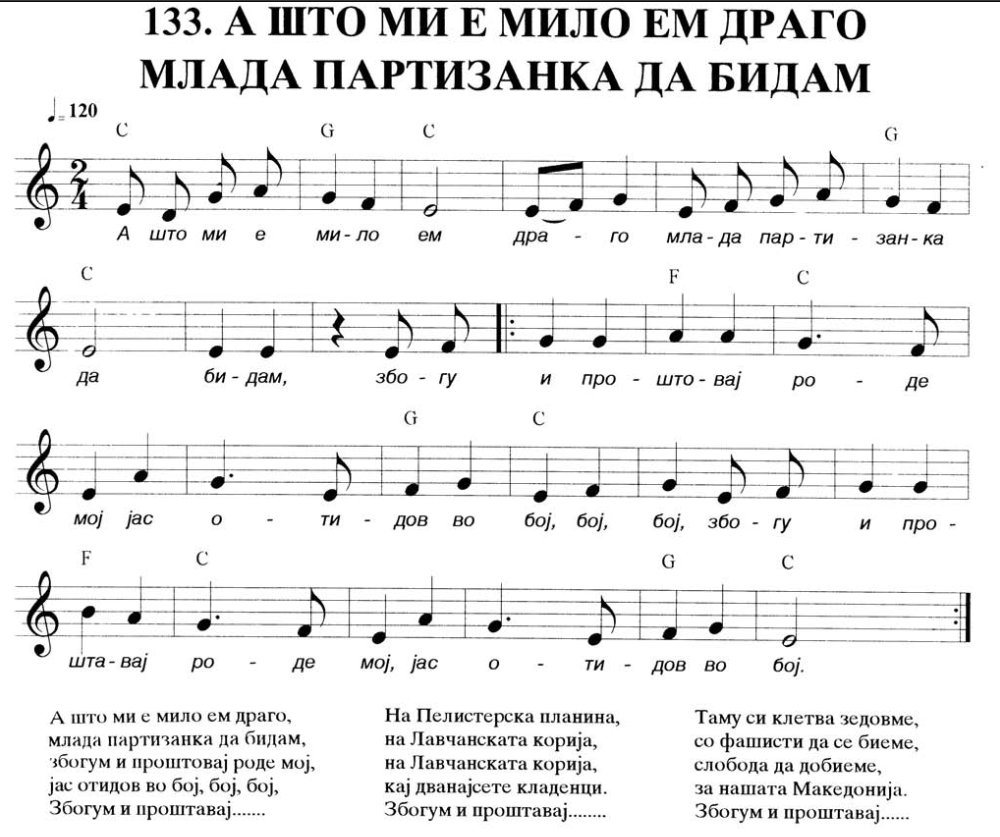 133. А ШТО МИ Е МИЛО ЕМ ДРАГО
МЛАДА ПАРТИЗАНКА ДА БИДАМ
♩= 120
C G C G
2/4
А што ми е ми - ло ем дра - го мла - да пар - ти - зан - ка
C F C
да би - дам, збо - гу и про - што - вај ро - де
G C
мој јас о - ти - дов во бој, бој, бој, збо - гу и про -
F C G C
шта - вај ро - де мој, јас о - ти - дов во бој.
А што ми е мило ем драго,
млада партизанка да бидам,
збогум и проштовај роде мој,
јас отидов во бој, бој, бој,
Збогум и проштавај.......
На Пелистерска планина,
на Лавчанската корија,
на Лавчанската корија,
кај дванајсете кладенци.
Збогум и проштавај........
Таму си клетва зедовме,
со фашисти да се биеме,
слобода да добиеме,
за нашата Македонија.
Збогум и проштавај......